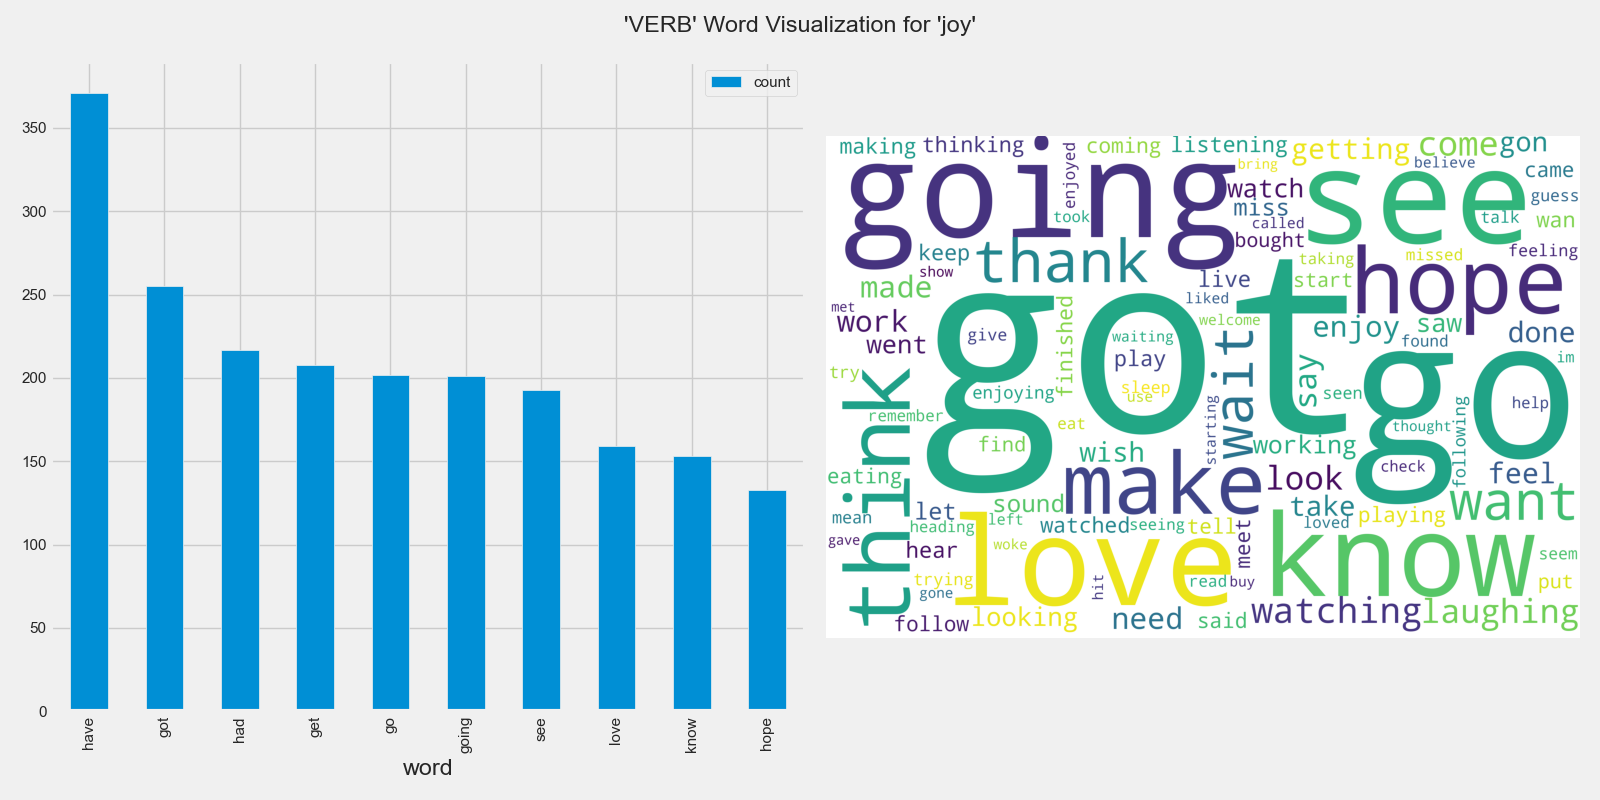 'VERB' Word Visualization for 'joy'
count
350
300
250
200
150
100
50
0
have
got
had
get
go
going
see
love
know
hope
word
making
thinking
enjoyed
coming
listening
getting
come
gon
going
bring
watch
believe
came
see
guess
took
miss
called
talk
wan
keep
thank
bought
taking
missed
feeling
show
made
live
start
hope
met
liked
got
work
finished
welcome
enjoy
saw
done
went
give
waiting
wait
found
im
play
say
go
try
think
enjoying
sleep
use
seen
help
remember
eat
starting
thought
following
find
wish
working
check
eating
make
look
feel
sound
take
want
mean
let
left
watched
seeing
tell
loved
playing
heading
gave
hear
woke
love
meet
know
seem
trying
hit
read
buy
put
gone
follow
looking
need
said
watching
laughing